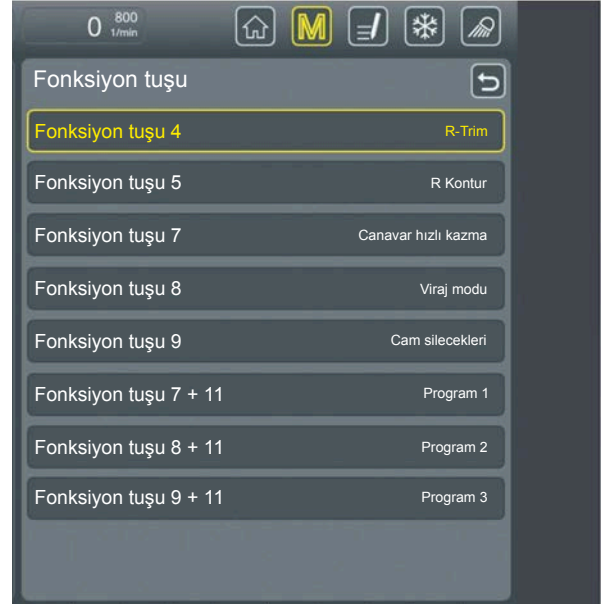 0 800
1/min
M
Fonksiyon tuşu
Fonksiyon tuşu 4 R-Trim
Fonksiyon tuşu 5 R Kontur
Fonksiyon tuşu 7 Canavar hızlı kazma
Fonksiyon tuşu 8 Viraj modu
Fonksiyon tuşu 9 Cam silecekleri
Fonksiyon tuşu 7 + 11 Program 1
Fonksiyon tuşu 8 + 11 Program 2
Fonksiyon tuşu 9 + 11 Program 3